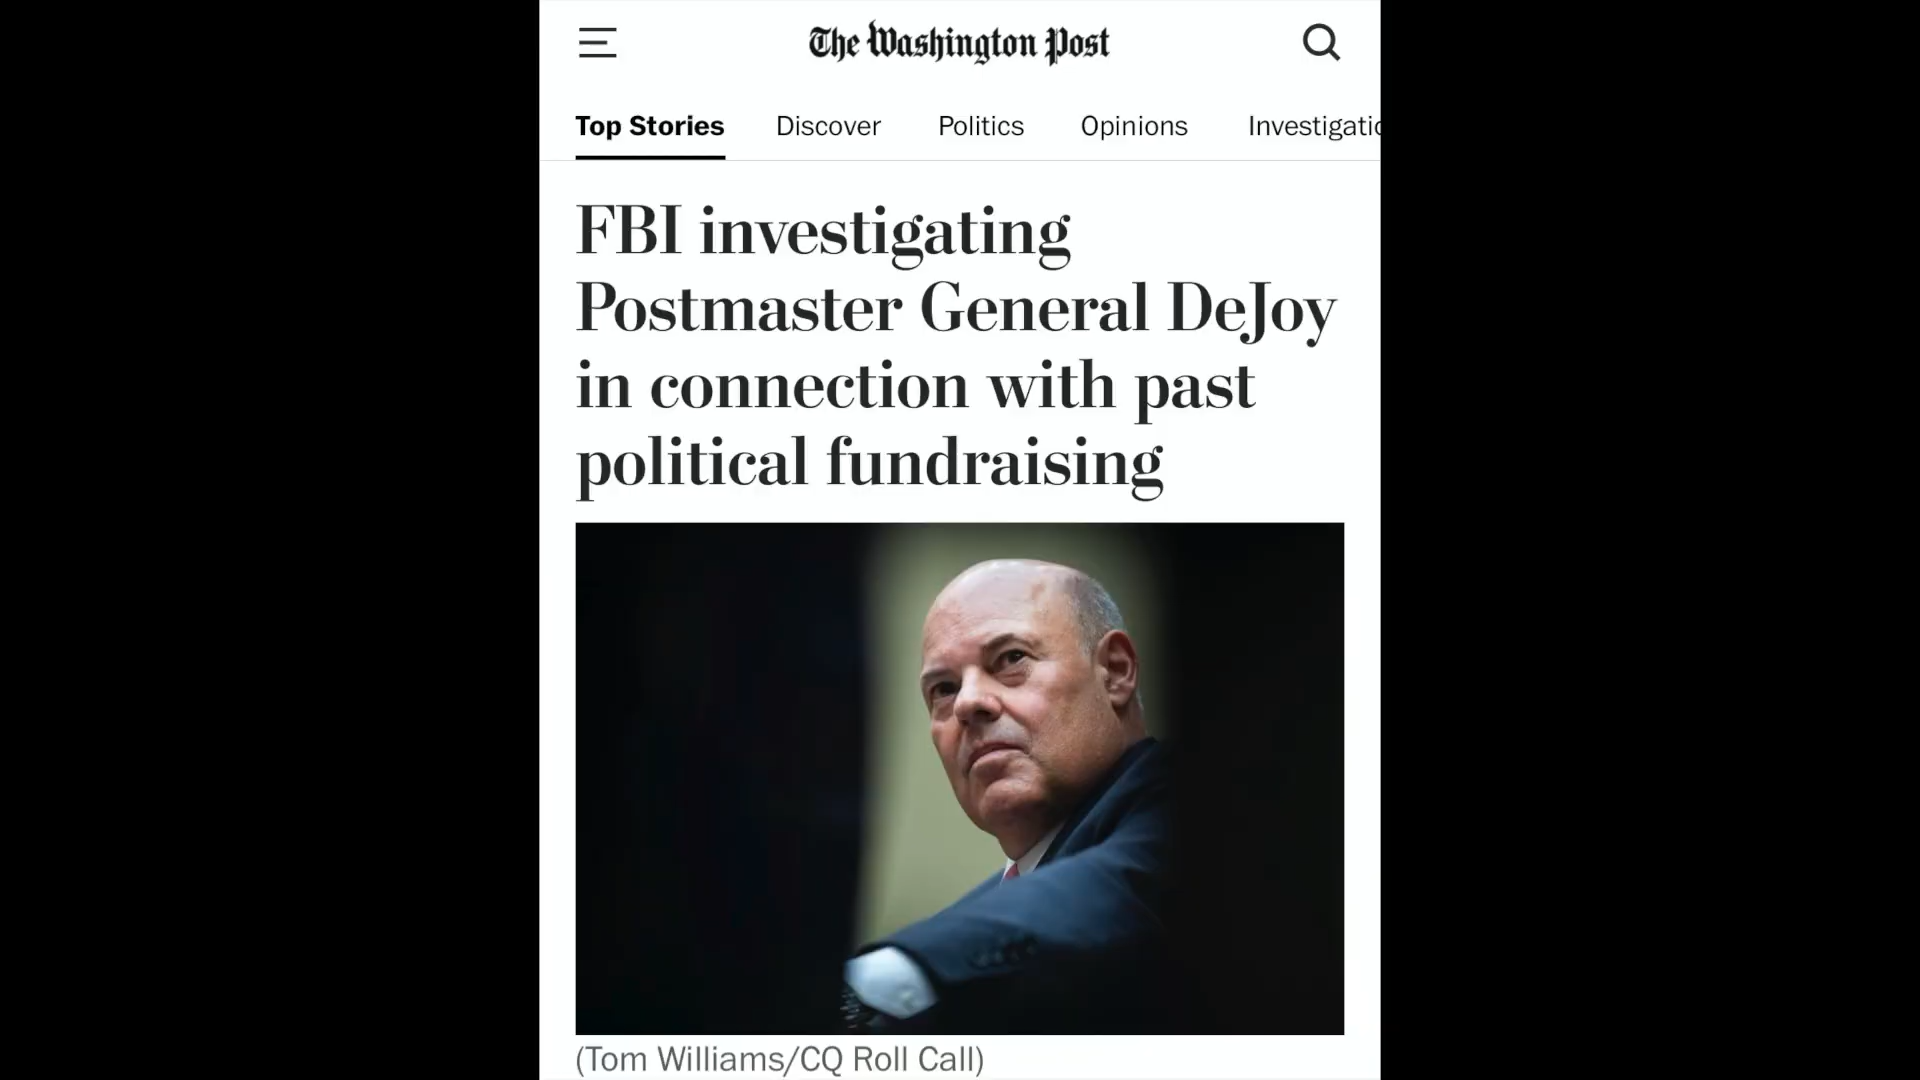 The Washington Post
Top Stories Discover Politics Opinions
FBI investigating
Postmaster General DeJoy
in connection with past
political fundraising
(Tom Williams/CQ Roll Call)